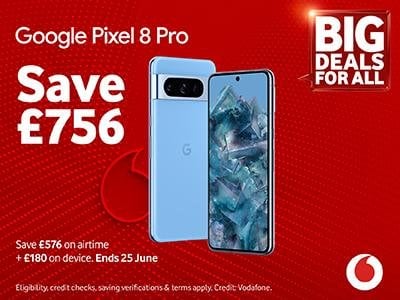 Google Pixel 8 Pro
Save
£756
BIG
DEALS
FOR ALL
G
Save £576 on airtime
+ £180 on device. Ends 25 June
Eligibility, credit checks, saving verifications & terms apply. Credit: Vodafone.